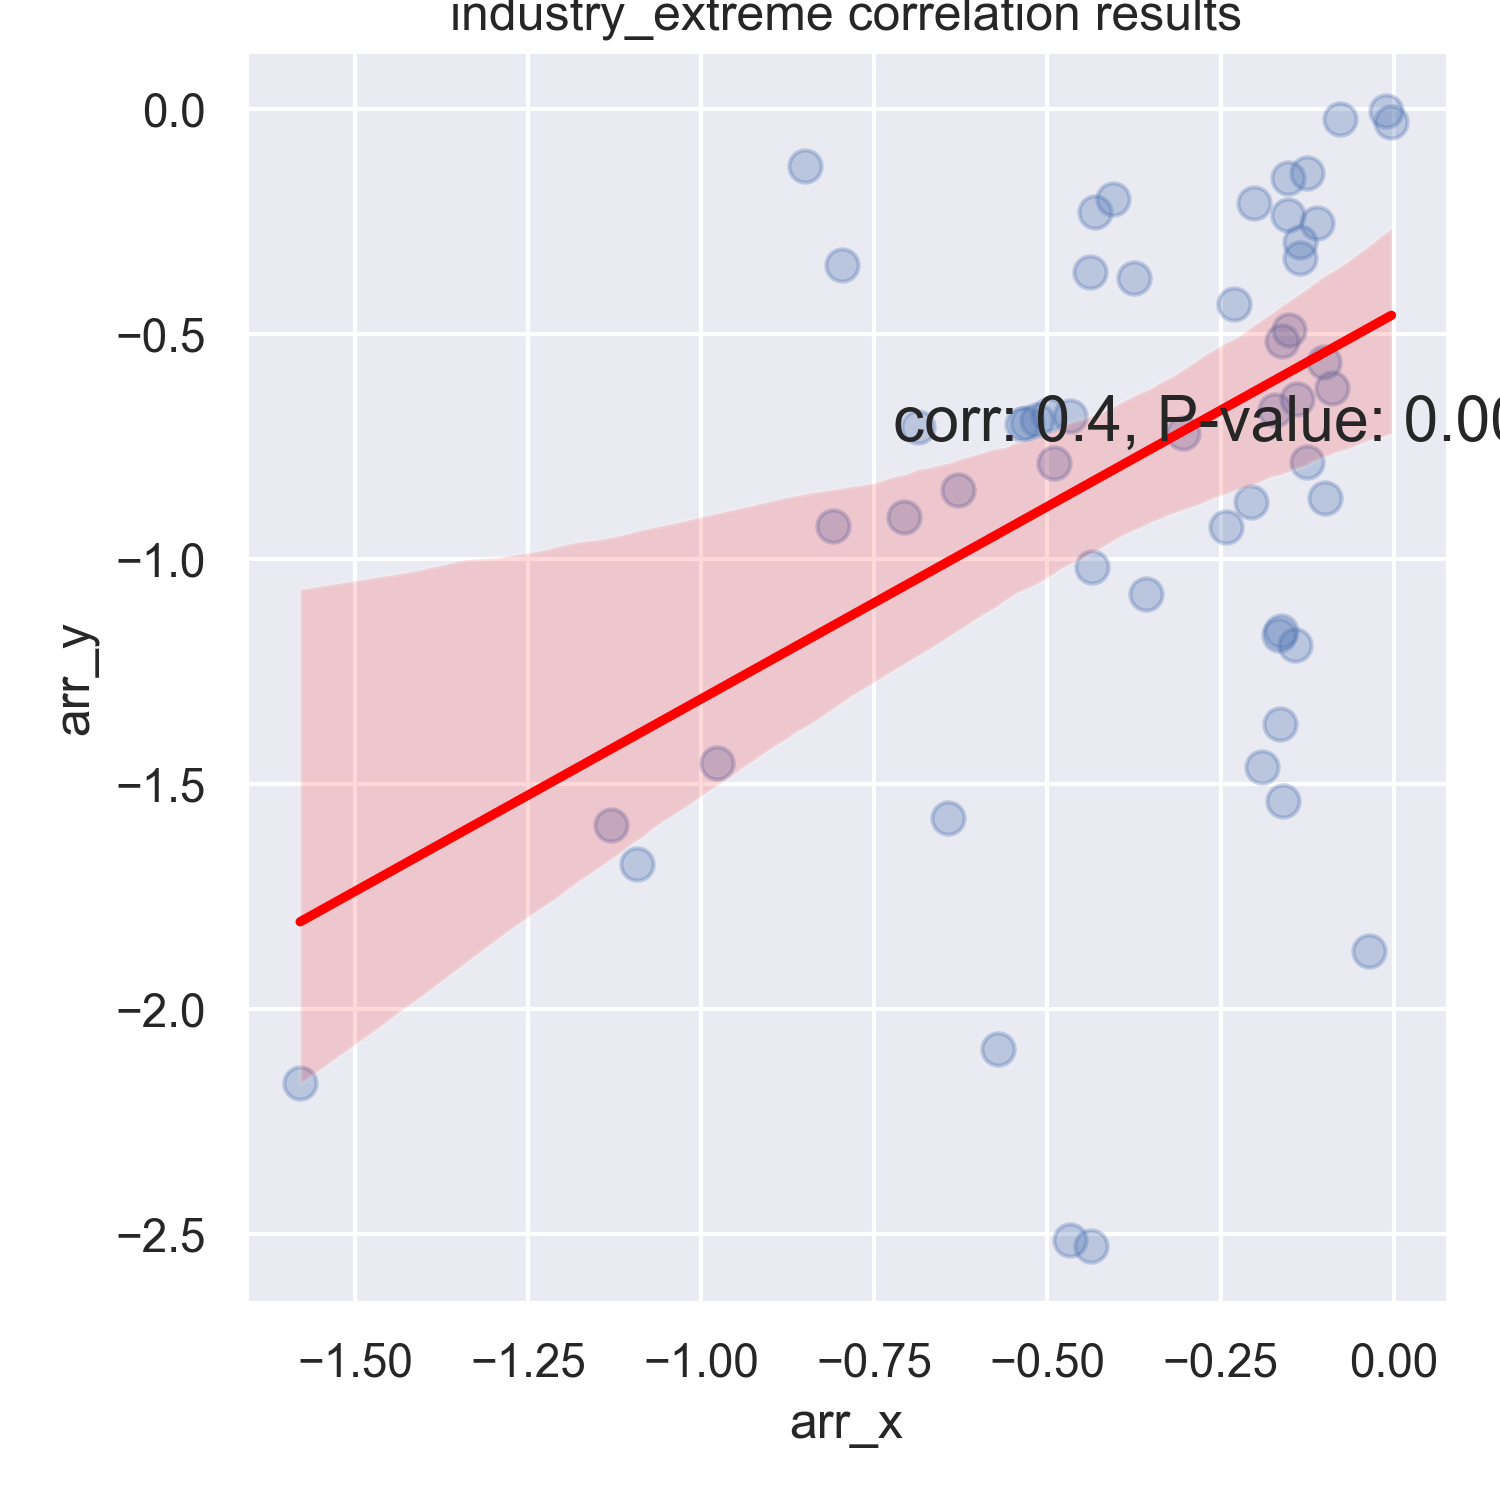 industry_extreme correlation results
0.0
−0.5
−1.0
−1.5
−2.0
−2.5
arr_y
corr: 0.4, P-value: 0.00
−1.50 −1.25 −1.00 −0.75 −0.50 −0.25 0.00
arr_x